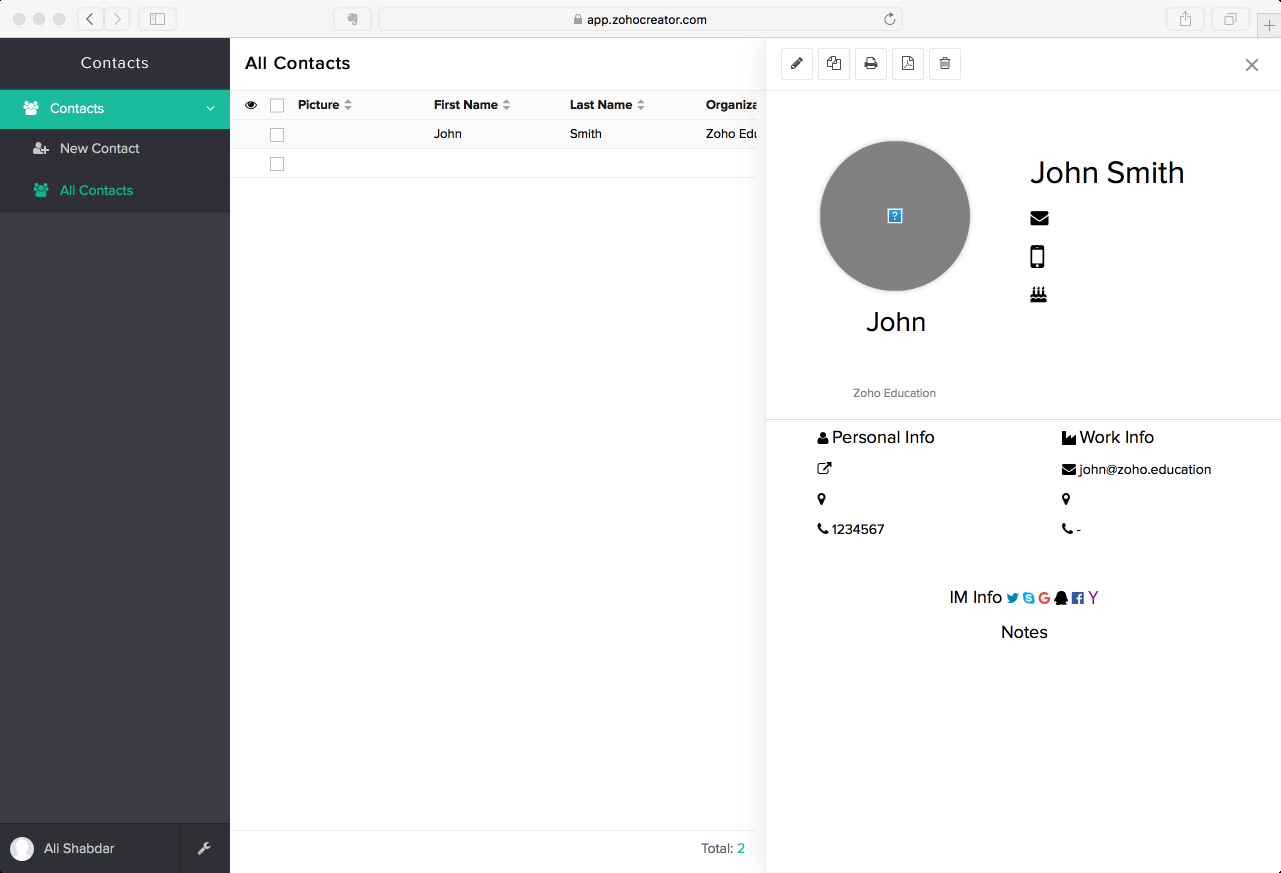 app.zohocreator.com
Contacts
Contacts
New Contact
All Contacts
Ali Shabdar
All Contacts
Picture First Name Last Name Organiza
John Smith Zoho Edu
Total: 2
John Smith
John
Zoho Education
Personal Info
1234567
Work Info
john@zoho.education
-
IM Info
Notes